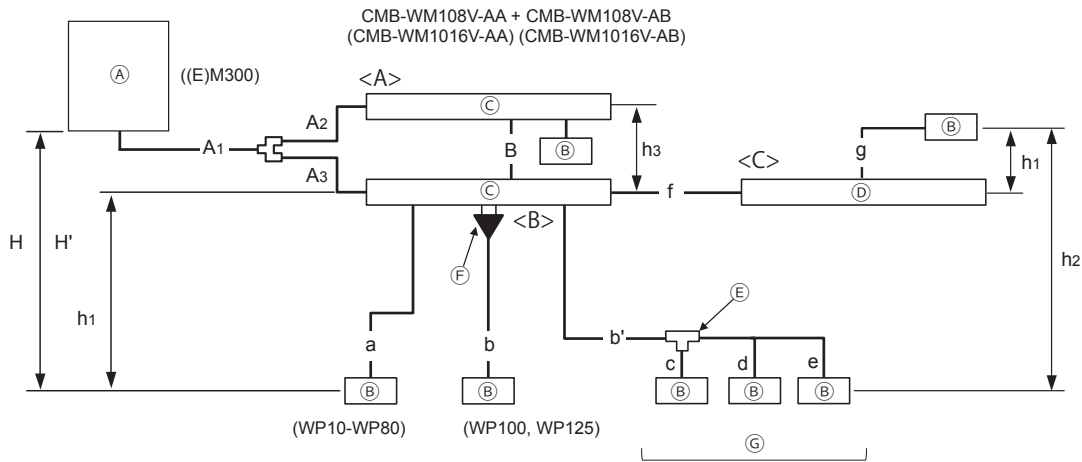 CMB-WM108V-AA + CMB-WM108V-AB
(CMB-WM1016V-AA) (CMB-WM1016V-AB)
Ⓐ
((E)M300)
<A>
Ⓒ
A2
A1
B
Ⓑ
h3
Ⓑ
g
h1
<C>
A3
Ⓒ
f
Ⓓ
<B>
H
H'
Ⓕ
h2
h1
Ⓔ
a
b
b'
c
d
e
Ⓑ
Ⓑ
Ⓑ
Ⓑ
Ⓑ
(WP10-WP80)
(WP100, WP125)
Ⓖ